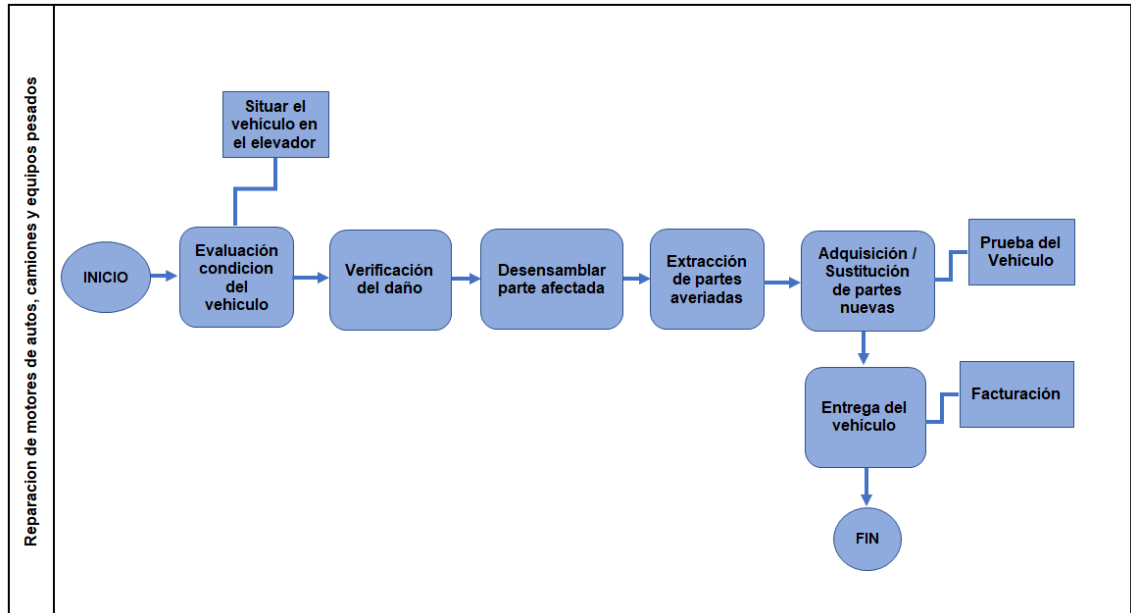 Reparacion de motores de autos, camiones y equipos pesados
Situar el
vehiculo en
el elevador
INICIO
Evaluación
condicion
del
vehiculo
Verificación
del daño
Desensamblar
parte afectada
Extracción
de partes
averiadas
Adquisición /
Sustitución
de partes
nuevas
Prueba del
Vehiculo
Entrega del
vehículo
Facturación
FIN